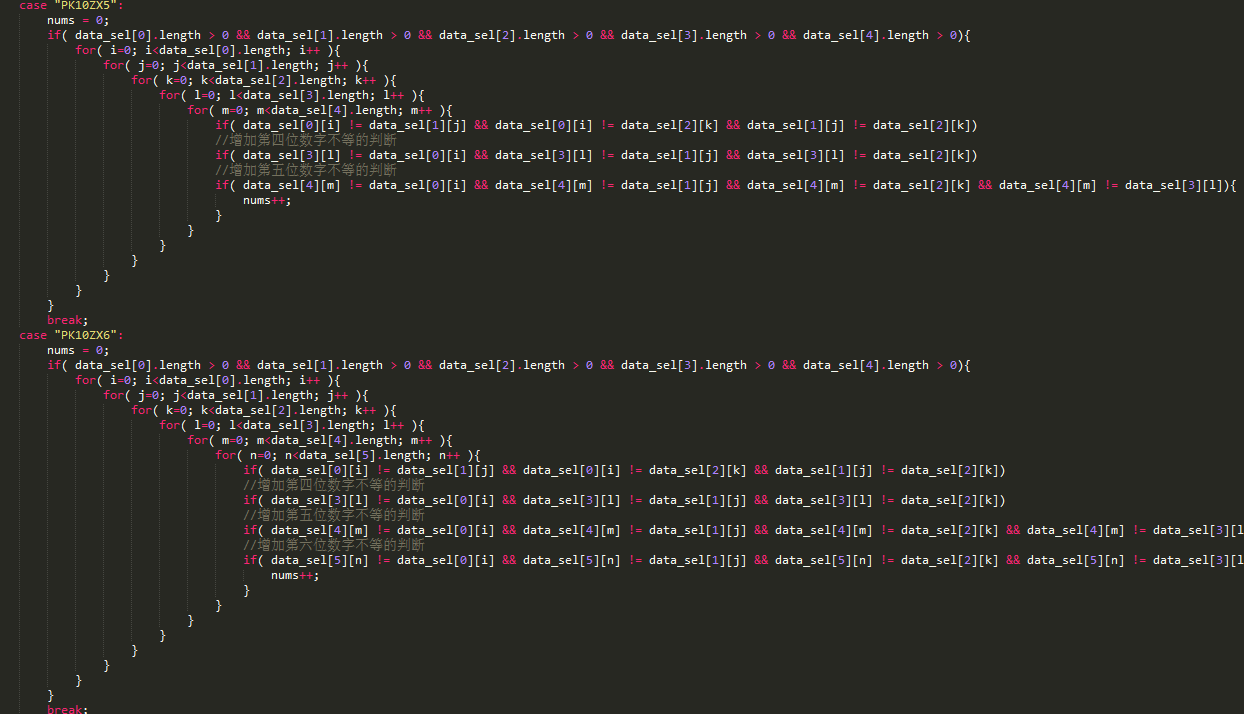 case "PK10ZX5":
nums = 0;
if( data_sel[0].length > 0 && data_sel[1].length > 0 && data_sel[2].length > 0 && data_sel[3].length > 0 && data_sel[4].length > 0){
for( i=0; i<data_sel[0].length; i++ ){
for( j=0; j<data_sel[1].length; j++ ){
for( k=0; k<data_sel[2].length; k++ ){
for( l=0; l<data_sel[3].length; l++ ){
for( m=0; m<data_sel[4].length; m++ ){
if( data_sel[0][i] != data_sel[1][j] && data_sel[0][i] != data_sel[2][k] && data_sel[1][j] != data_sel[2][k])
//增加第四位数字不等的判断
if( data_sel[3][l] != data_sel[0][i] && data_sel[3][l] != data_sel[1][j] && data_sel[3][l] != data_sel[2][k])
//增加第五位数字不等的判断
if( data_sel[4][m] != data_sel[0][i] && data_sel[4][m] != data_sel[1][j] && data_sel[4][m] != data_sel[2][k] && data_sel[4][m] != data_sel[3][l]){
nums++;
}
}
}
}
}
}
}
break;
case "PK10ZX6":
nums = 0;
if( data_sel[0].length > 0 && data_sel[1].length > 0 && data_sel[2].length > 0 && data_sel[3].length > 0 && data_sel[4].length > 0){
for( i=0; i<data_sel[0].length; i++ ){
for( j=0; j<data_sel[1].length; j++ ){
for( k=0; k<data_sel[2].length; k++ ){
for( l=0; l<data_sel[3].length; l++ ){
for( m=0; m<data_sel[4].length; m++ ){
for( n=0; n<data_sel[5].length; n++ ){
if( data_sel[0][i] != data_sel[1][j] && data_sel[0][i] != data_sel[2][k] && data_sel[1][j] != data_sel[2][k])
//增加第四位数字不等的判断
if( data_sel[3][l] != data_sel[0][i] && data_sel[3][l] != data_sel[1][j] && data_sel[3][l] != data_sel[2][k])
//增加第五位数字不等的判断
if( data_sel[4][m] != data_sel[0][i] && data_sel[4][m] != data_sel[1][j] && data_sel[4][m] != data_sel[2][k] && data_sel[4][m] != data_sel[3][l
//增加第六位数字不等的判断
if( data_sel[5][n] != data_sel[0][i] && data_sel[5][n] != data_sel[1][j] && data_sel[5][n] != data_sel[2][k] && data_sel[5][n] != data_sel[3][l
nums++;
}
}
}
}
}
}
}
}
break;